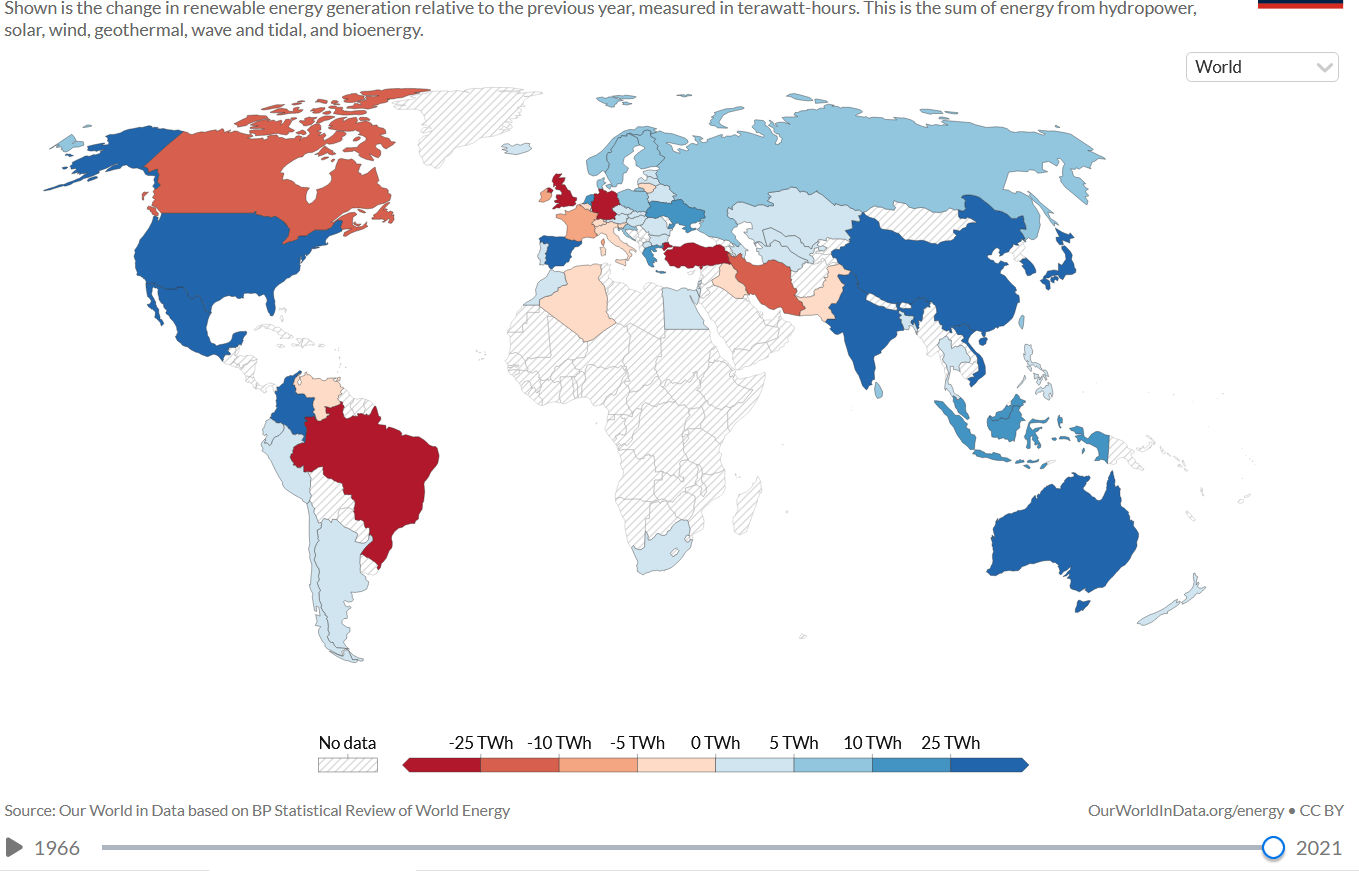 Shown is the change in renewable energy generation relative to the previous year, measured in terawatt-hours. This is the sum of energy from hydropower,
solar, wind, geothermal, wave and tidal, and bioenergy.
World
No data
-25 TWh -10 TWh -5 TWh 0 TWh 5 TWh 10 TWh 25 TWh
Source: Our World in Data based on BP Statistical Review of World Energy
OurWorldInData.org/energy • CC BY
1966
2021